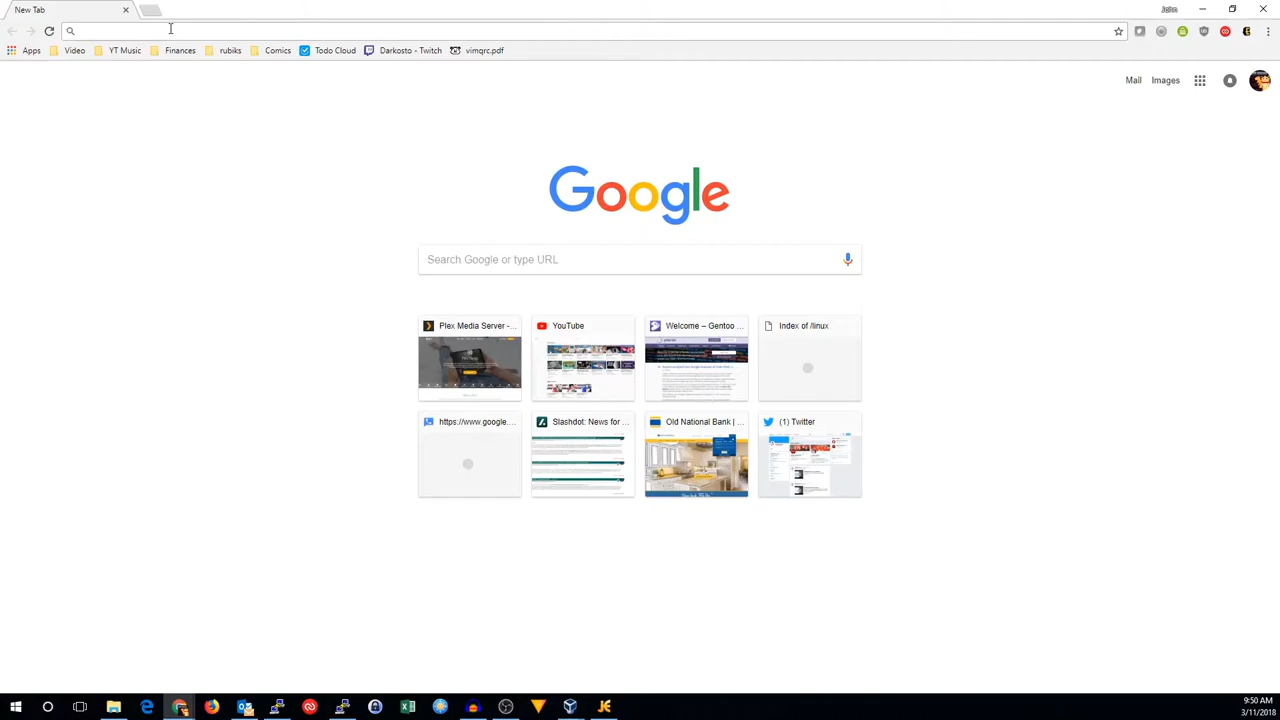 New Tab
John
Apps
Video
YT Music
Finances
rubiks
Comics
Todo Cloud
Darkosto - Twitch
vimqrc.pdf
Mail
Images
Google
Search Google or type URL
Plex Media Server -...
YouTube
Welcome – Gentoo ...
Index of /linux
https://www.google....
Slashdot: News for ...
Old National Bank | ...
(1) Twitter
9:50 AM
3/11/2018